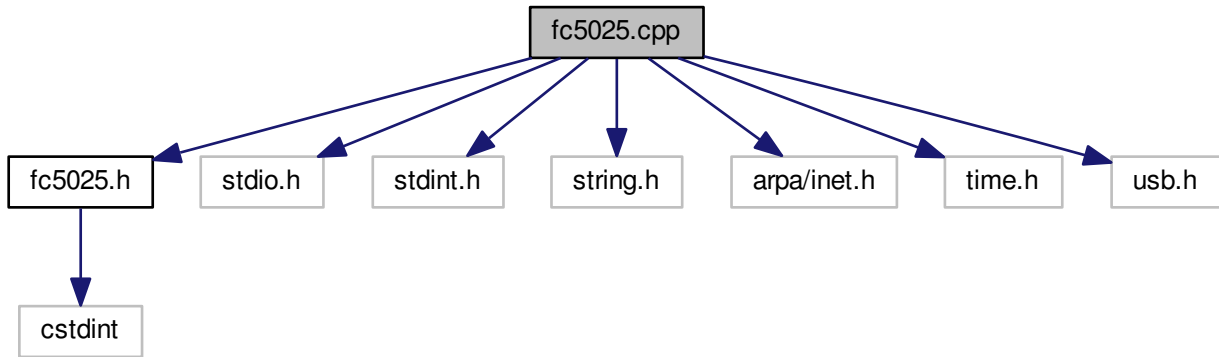 fc5025.cpp
fc5025.h
stdio.h
stdint.h
string.h
arpa/inet.h
time.h
usb.h
cstdint